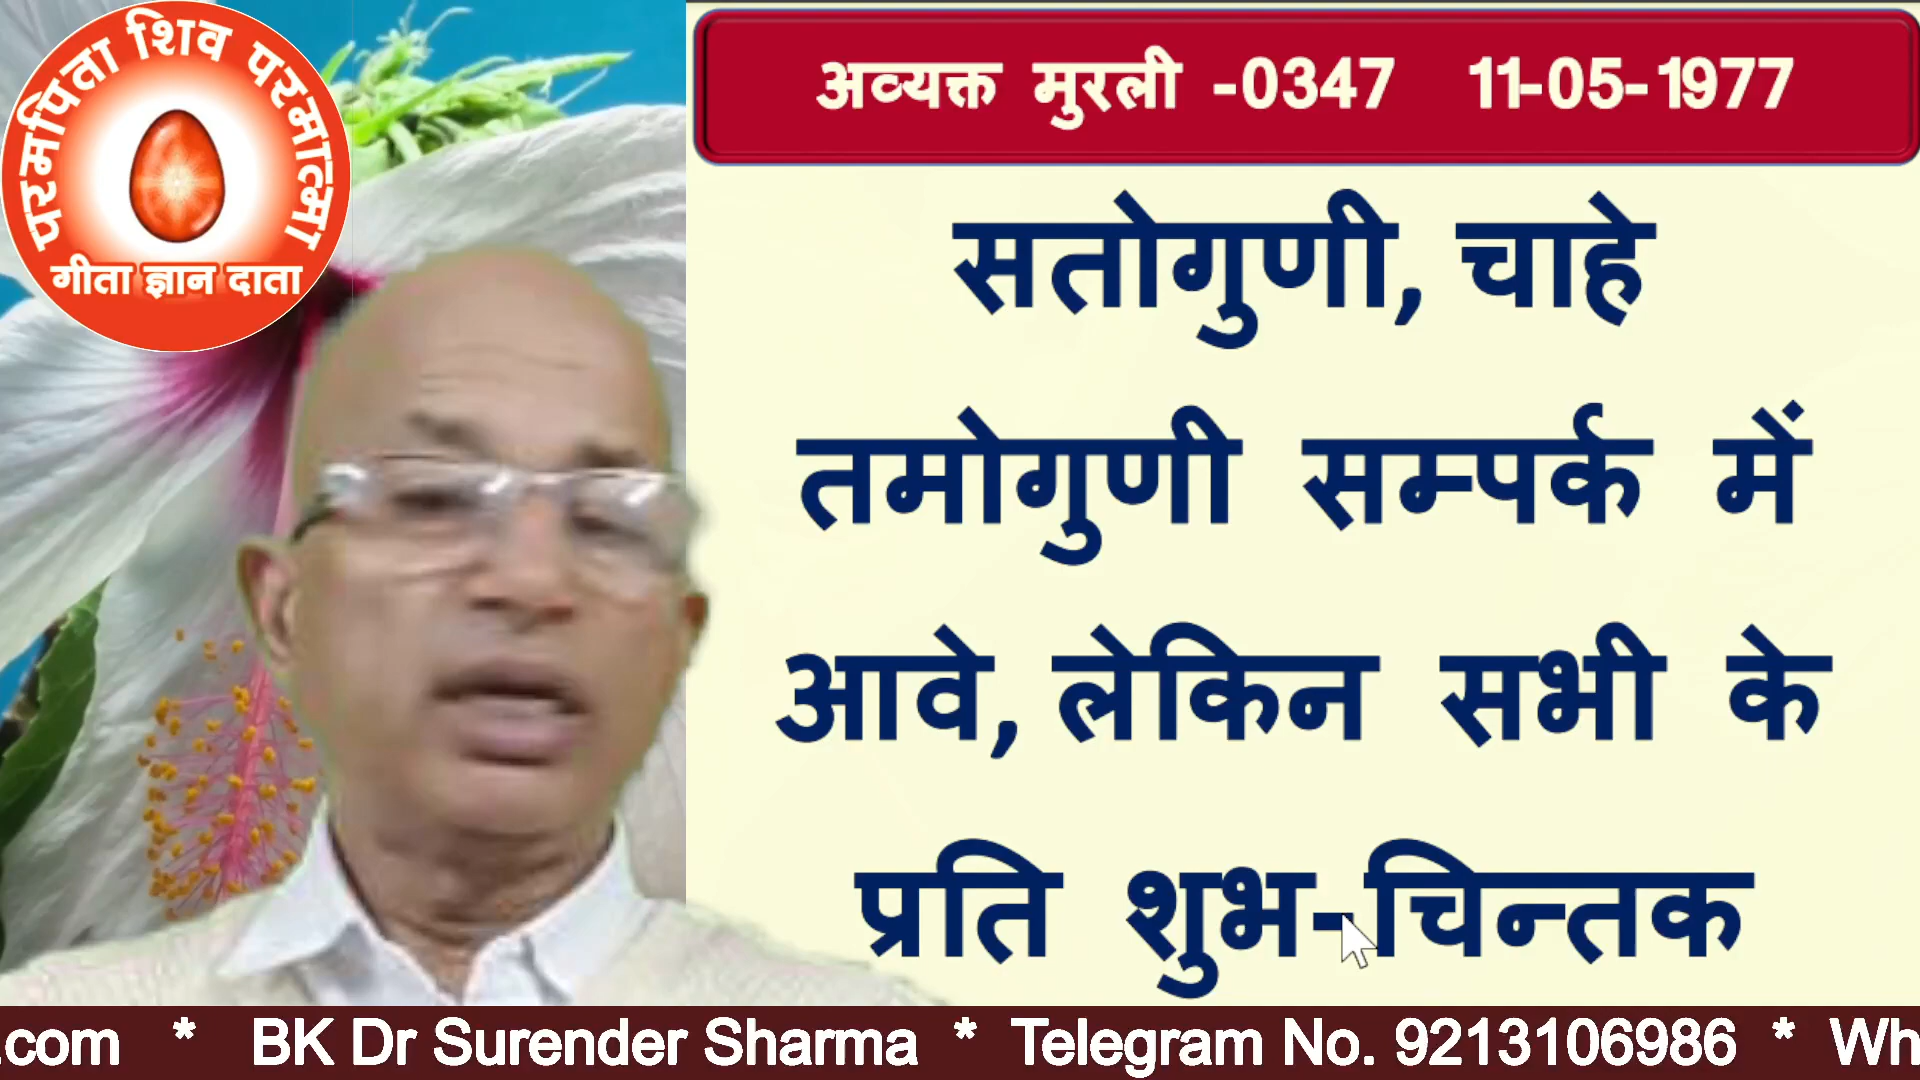 परमपिता शिव परमात्मा
गीता ज्ञान दाता
अव्यक्त मुरली -0347 11-05-1977
सतोगुणी, चाहे
तमोगुणी सम्पर्क में
आवे, लेकिन सभी के
प्रति शुभ-चिन्तक
.com * BK Dr Surender Sharma * Telegram No. 9213106986 * Wh